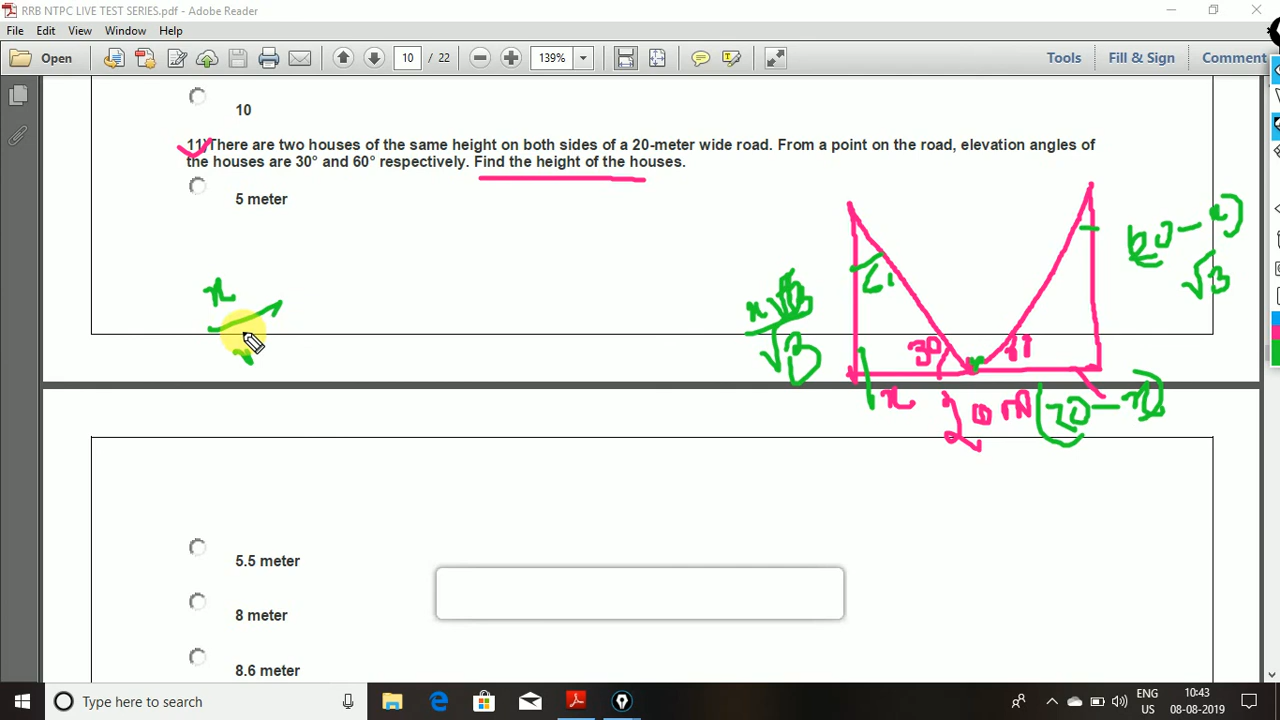 RRB NTPC LIVE TEST SERIES.pdf - Adobe Reader
File Edit View Window Help
Open 10 / 22 139% Tools Fill & Sign Comment
10
11)There are two houses of the same height on both sides of a 20-meter wide road. From a point on the road, elevation angles of
the houses are 30° and 60° respectively. Find the height of the houses.
5 meter
20-x)
√3
x
x
√3
30
x
20 m
(20-x)
5.5 meter
8 meter
8.6 meter
Type here to search
ENG
US
10:43
08-08-2019